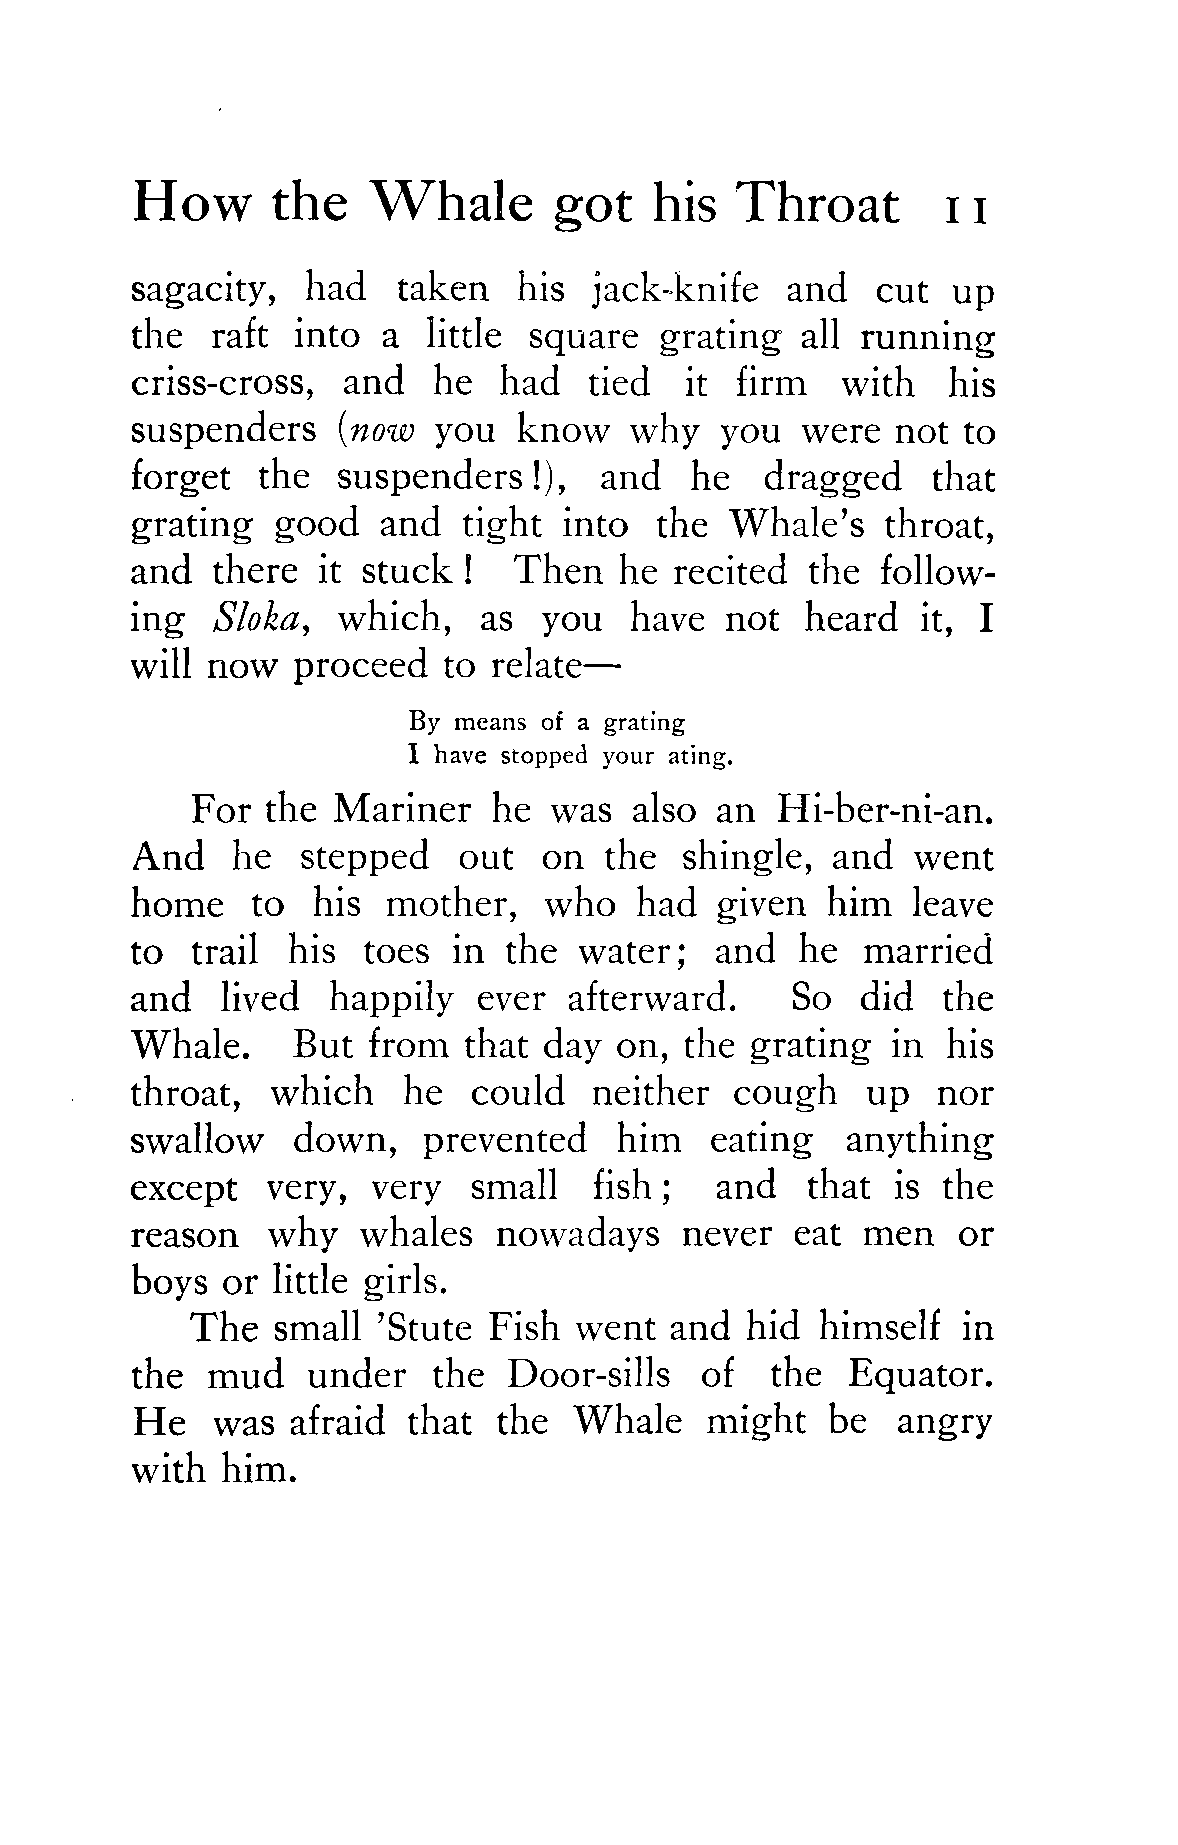 How the Whale got his Throat 11
sagacity, had taken his jack-knife and cut up
the raft into a little square grating all running
criss-cross, and he had tied it firm with his
suspenders (now you know why you were not to
forget the suspenders!), and he dragged that
grating good and tight into the Whale's throat,
and there it stuck! Then he recited the follow-
ing Sloka, which, as you have not heard it, I
will now proceed to relate—
By means of a grating
I have stopped your ating.
For the Mariner he was also an Hi-ber-ni-an.
And he stepped out on the shingle, and went
home to his mother, who had given him leave
to trail his toes in the water; and he married
and lived happily ever afterward. So did the
Whale. But from that day on, the grating in his
throat, which he could neither cough up nor
swallow down, prevented him eating anything
except very, very small fish; and that is the
reason why whales nowadays never eat men or
boys or little girls.
The small 'Stute Fish went and hid himself in
the mud under the Door-sills of the Equator.
He was afraid that the Whale might be angry
with him.